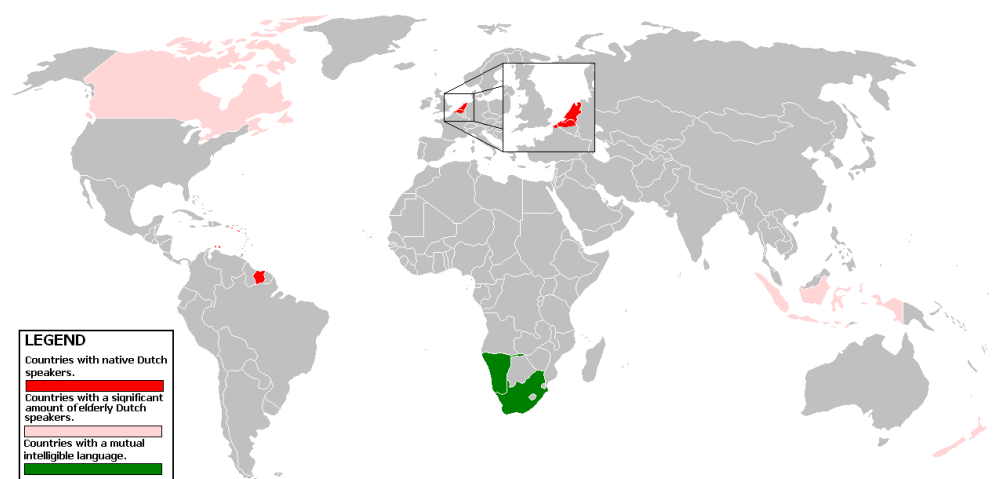 LEGEND
Countries with native Dutch
speakers.
Countries with a significant
amount of elderly Dutch
speakers.
Countries with a mutual
intelligible language.